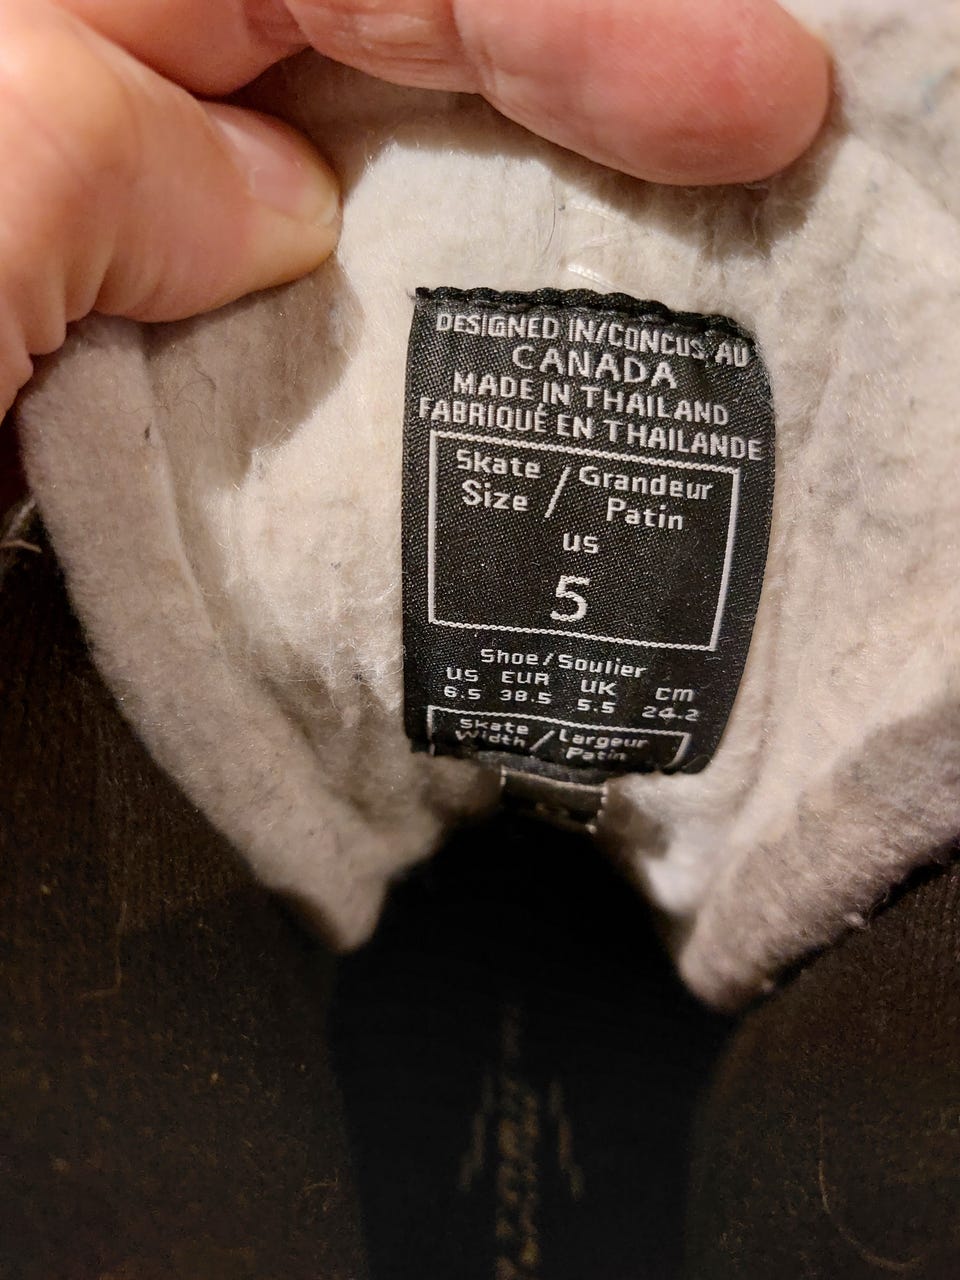 DESIGNED IN/CONCUS AU
CANADA
MADE IN THAILAND
FABRIQUÉ EN THAILANDE
Skate Size / Grandeur Patin
US
5
Shoe/Soulier
US EUR UK cm
6.5 38.5 5.5 24.2
Skate Width / Largeur Patin